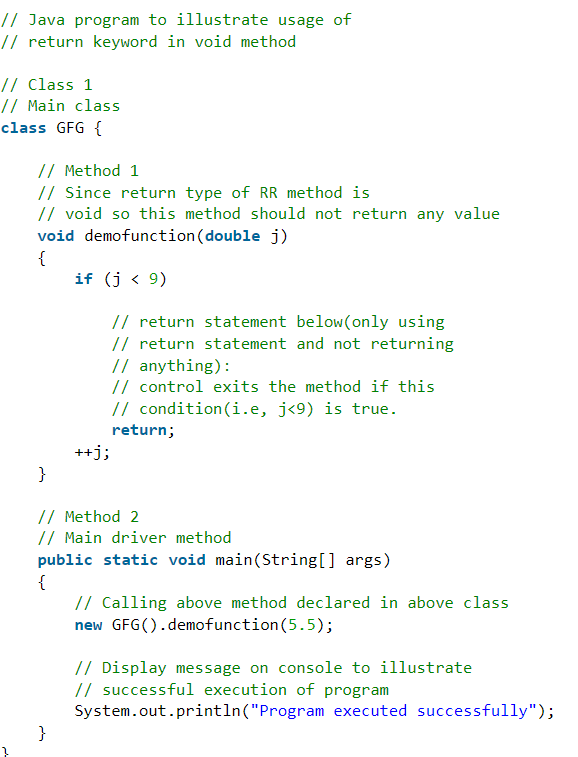 // Java program to illustrate usage of
// return keyword in void method
// Class 1
// Main class
class GFG {
// Method 1
// Since return type of RR method is
// void so this method should not return any value
void demofunction(double j)
{
if (j < 9)
// return statement below(only using
// return statement and not returning
// anything):
// control exits the method if this
// condition(i.e, j<9) is true.
return;
++j;
}
// Method 2
// Main driver method
public static void main(String[] args)
{
// Calling above method declared in above class
new GFG().demofunction(5.5);
// Display message on console to illustrate
// successful execution of program
System.out.println("Program executed successfully");
}
}